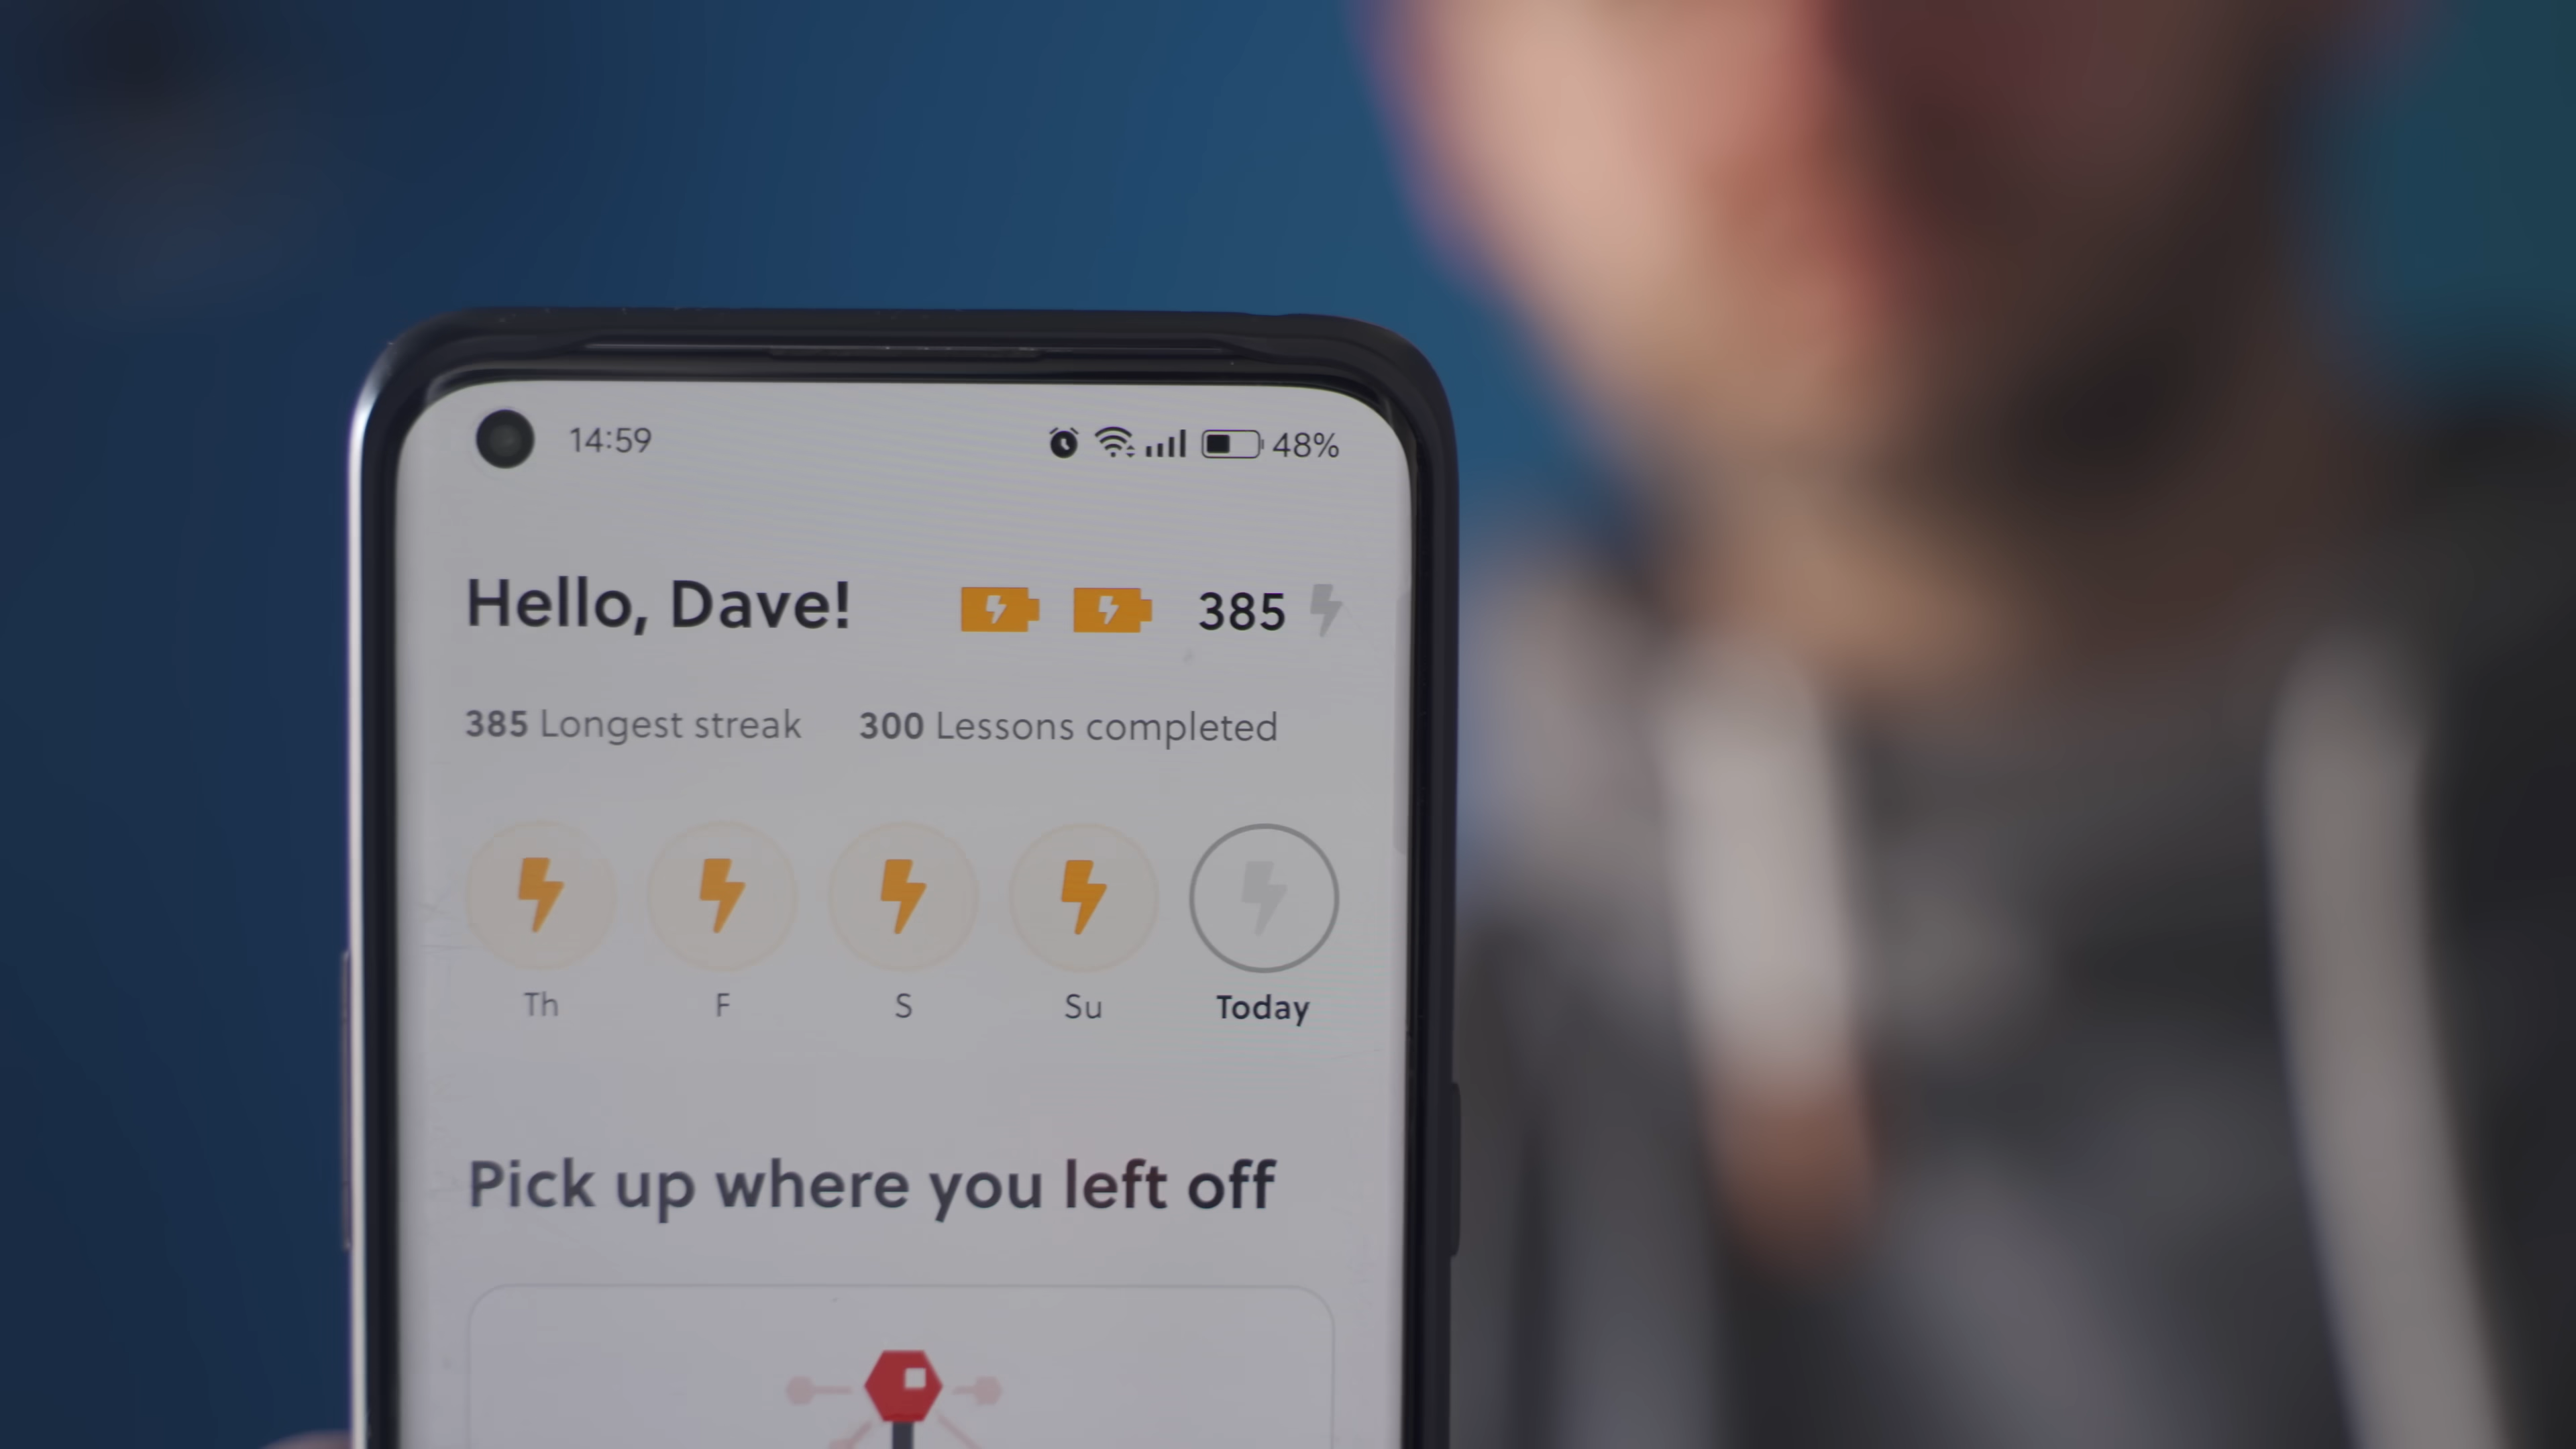 14:59 48%
Hello, Dave! 385
385 Longest streak 300 Lessons completed
Th F S Su Today
Pick up where you left off